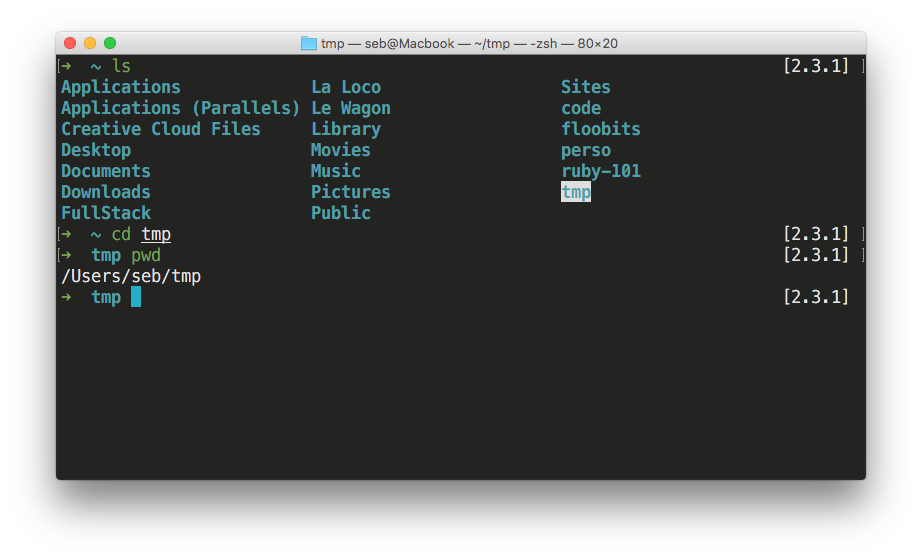 tmp — seb@Macbook — ~/tmp — -zsh — 80×20
[➜  ~ ls [2.3.1] ]
Applications La Loco Sites
Applications (Parallels) Le Wagon code
Creative Cloud Files Library floobits
Desktop Movies perso
Documents Music ruby-101
Downloads Pictures tmp
FullStack Public
[➜  ~ cd tmp [2.3.1] ]
[➜  tmp pwd [2.3.1] ]
/Users/seb/tmp
➜  tmp [2.3.1]